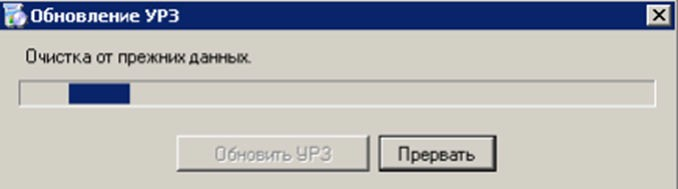 Обновление УРЗ
Очистка от прежних данных.
Обновить УРЗ
Прервать